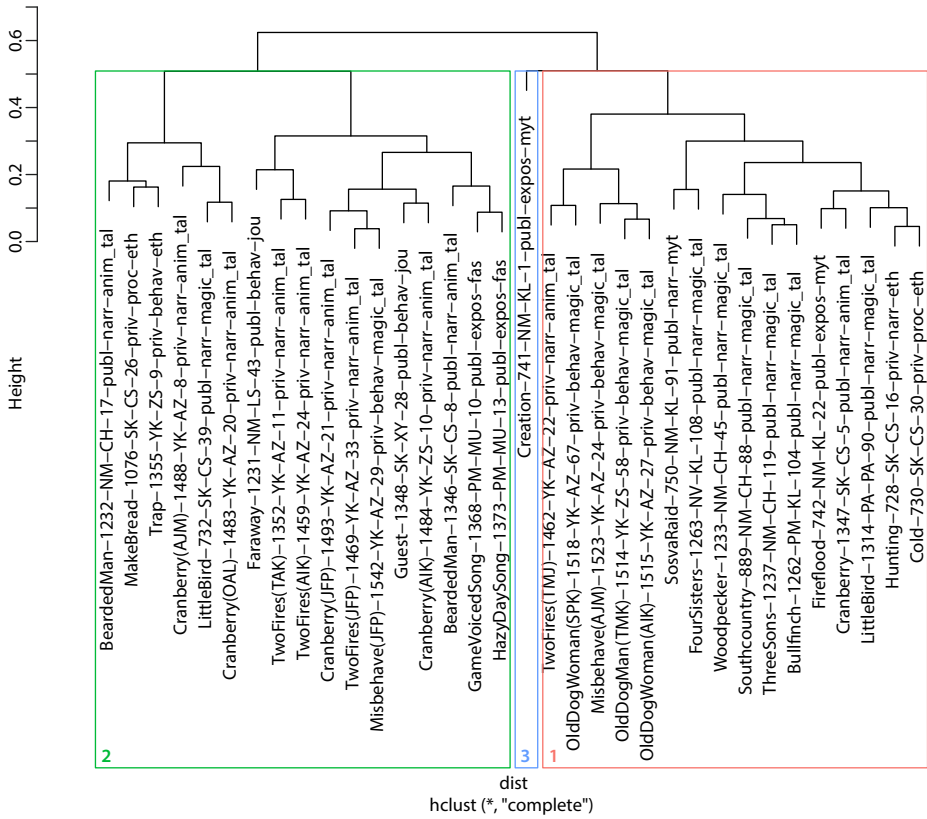 0.6
0.4
0.2
0.0
Height
BeardedMan−1232−NM−CH−17−publ−narr−anim_tal
MakeBread−1076−SK−CS−26−priv−proc−eth
Trap−1355−YK−ZS−9−priv−behav−eth
Cranberry(AJM)−1488−YK−AZ−8−priv−narr−anim_tal
LittleBird−732−SK−CS−39−publ−narr−magic_tal
Cranberry(OAL)−1483−YK−AZ−20−priv−narr−anim_tal
Faraway−1231−NM−LS−43−publ−behav−jou
TwoFires(TAK)−1352−YK−AZ−11−priv−narr−anim_tal
TwoFires(AIK)−1459−YK−AZ−24−priv−narr−anim_tal
Cranberry(JFP)−1493−YK−AZ−21−priv−narr−anim_tal
TwoFires(JFP)−1469−YK−AZ−33−priv−narr−anim_tal
Misbehave(JFP)−1542−YK−AZ−29−priv−behav−magic_tal
Guest−1348−SK−XY−28−publ−behav−jou
Cranberry(AIK)−1484−YK−ZS−10−priv−narr−anim_tal
BeardedMan−1346−SK−CS−8−publ−narr−anim_tal
GameVoicedSong−1368−PM−MU−10−publ−expos−fas
HazyDaySong−1373−PM−MU−13−publ−expos−fas
Creation−741−NM−KL−1−publ−expos−myt
TwoFires(TMJ)−1462−YK−AZ−22−priv−narr−anim_tal
OldDogWoman(SPK)−1518−YK−AZ−67−priv−behav−magic_tal
Misbehave(AJM)−1523−YK−AZ−24−priv−behav−magic_tal
OldDogMan(TMK)−1514−YK−ZS−58−priv−behav−magic_tal
OldDogWoman(AIK)−1515−YK−AZ−27−priv−behav−magic_tal
SosvaRaid−750−NM−KL−91−publ−narr−myt
FourSisters−1263−NV−KL−108−publ−narr−magic_tal
Woodpecker−1233−NM−CH−45−publ−narr−magic_tal
Southcountry−889−NM−CH−88−publ−narr−magic_tal
ThreeSons−1237−NM−CH−119−publ−narr−magic_tal
Bullfinch−1262−PM−KL−104−publ−narr−magic_tal
Fireflood−742−NM−KL−22−publ−expos−myt
Cranberry−1347−SK−CS−5−publ−narr−anim_tal
LittleBird−1314−PA−PA−90−publ−narr−magic_tal
Hunting−728−SK−CS−16−priv−narr−eth
Cold−730−SK−CS−30−priv−proc−eth
2
3
1
dist
hclust (*, "complete")